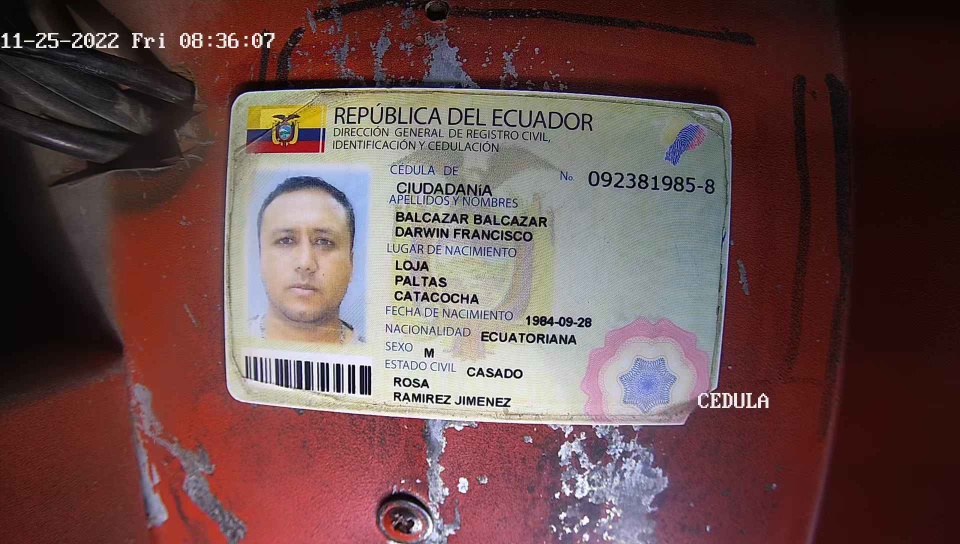 11-25-2022 Fri 08:36:07
REPÚBLICA DEL ECUADOR
DIRECCIÓN GENERAL DE REGISTRO CIVIL,
IDENTIFICACIÓN Y CEDULACIÓN
CÉDULA DE No. 092381985-8
CIUDADANÍA
APELLIDOS Y NOMBRES
BALCAZAR BALCAZAR
DARWIN FRANCISCO
LUGAR DE NACIMIENTO
LOJA
PALTAS
CATACOCHA
FECHA DE NACIMIENTO 1984-09-28
NACIONALIDAD ECUATORIANA
SEXO M
ESTADO CIVIL CASADO
ROSA
RAMIREZ JIMENEZ
CEDULA